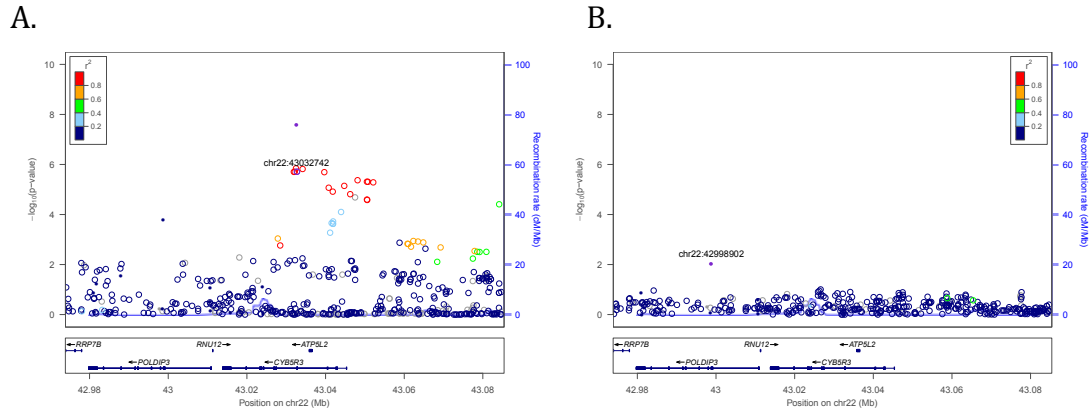 A.
B.
r²
0.8
0.6
0.4
0.2
chr22:43032742
10
8
6
4
2
0
−log₁₀(p−value)
100
80
60
40
20
0
Recombination rate (cM/Mb)
RRP7B
RNU12
ATP5L2
POLDIP3
CYB5R3
42.98
43
43.02
43.04
43.06
43.08
Position on chr22 (Mb)
r²
0.8
0.6
0.4
0.2
chr22:42998902
10
8
6
4
2
0
−log₁₀(p−value)
100
80
60
40
20
0
Recombination rate (cM/Mb)
RRP7B
RNU12
ATP5L2
POLDIP3
CYB5R3
42.98
43
43.02
43.04
43.06
43.08
Position on chr22 (Mb)